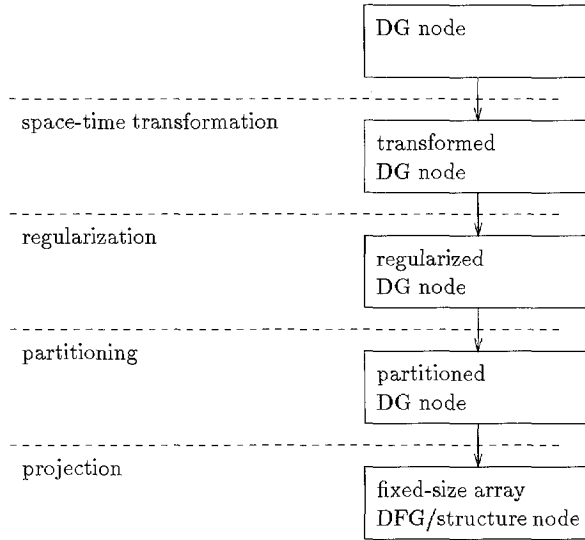 DG node
space-time transformation
transformed
DG node
regularization
regularized
DG node
partitioning
partitioned
DG node
projection
fixed-size array
DFG/structure node